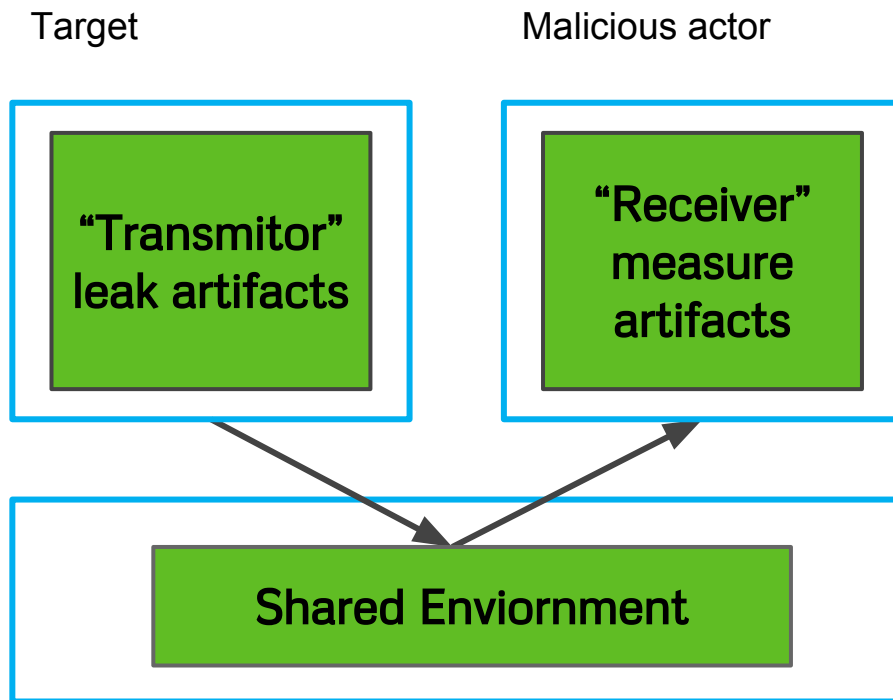 Target
Malicious actor
“Transmitor”
leak artifacts
“Receiver”
measure
artifacts
Shared Enviornment